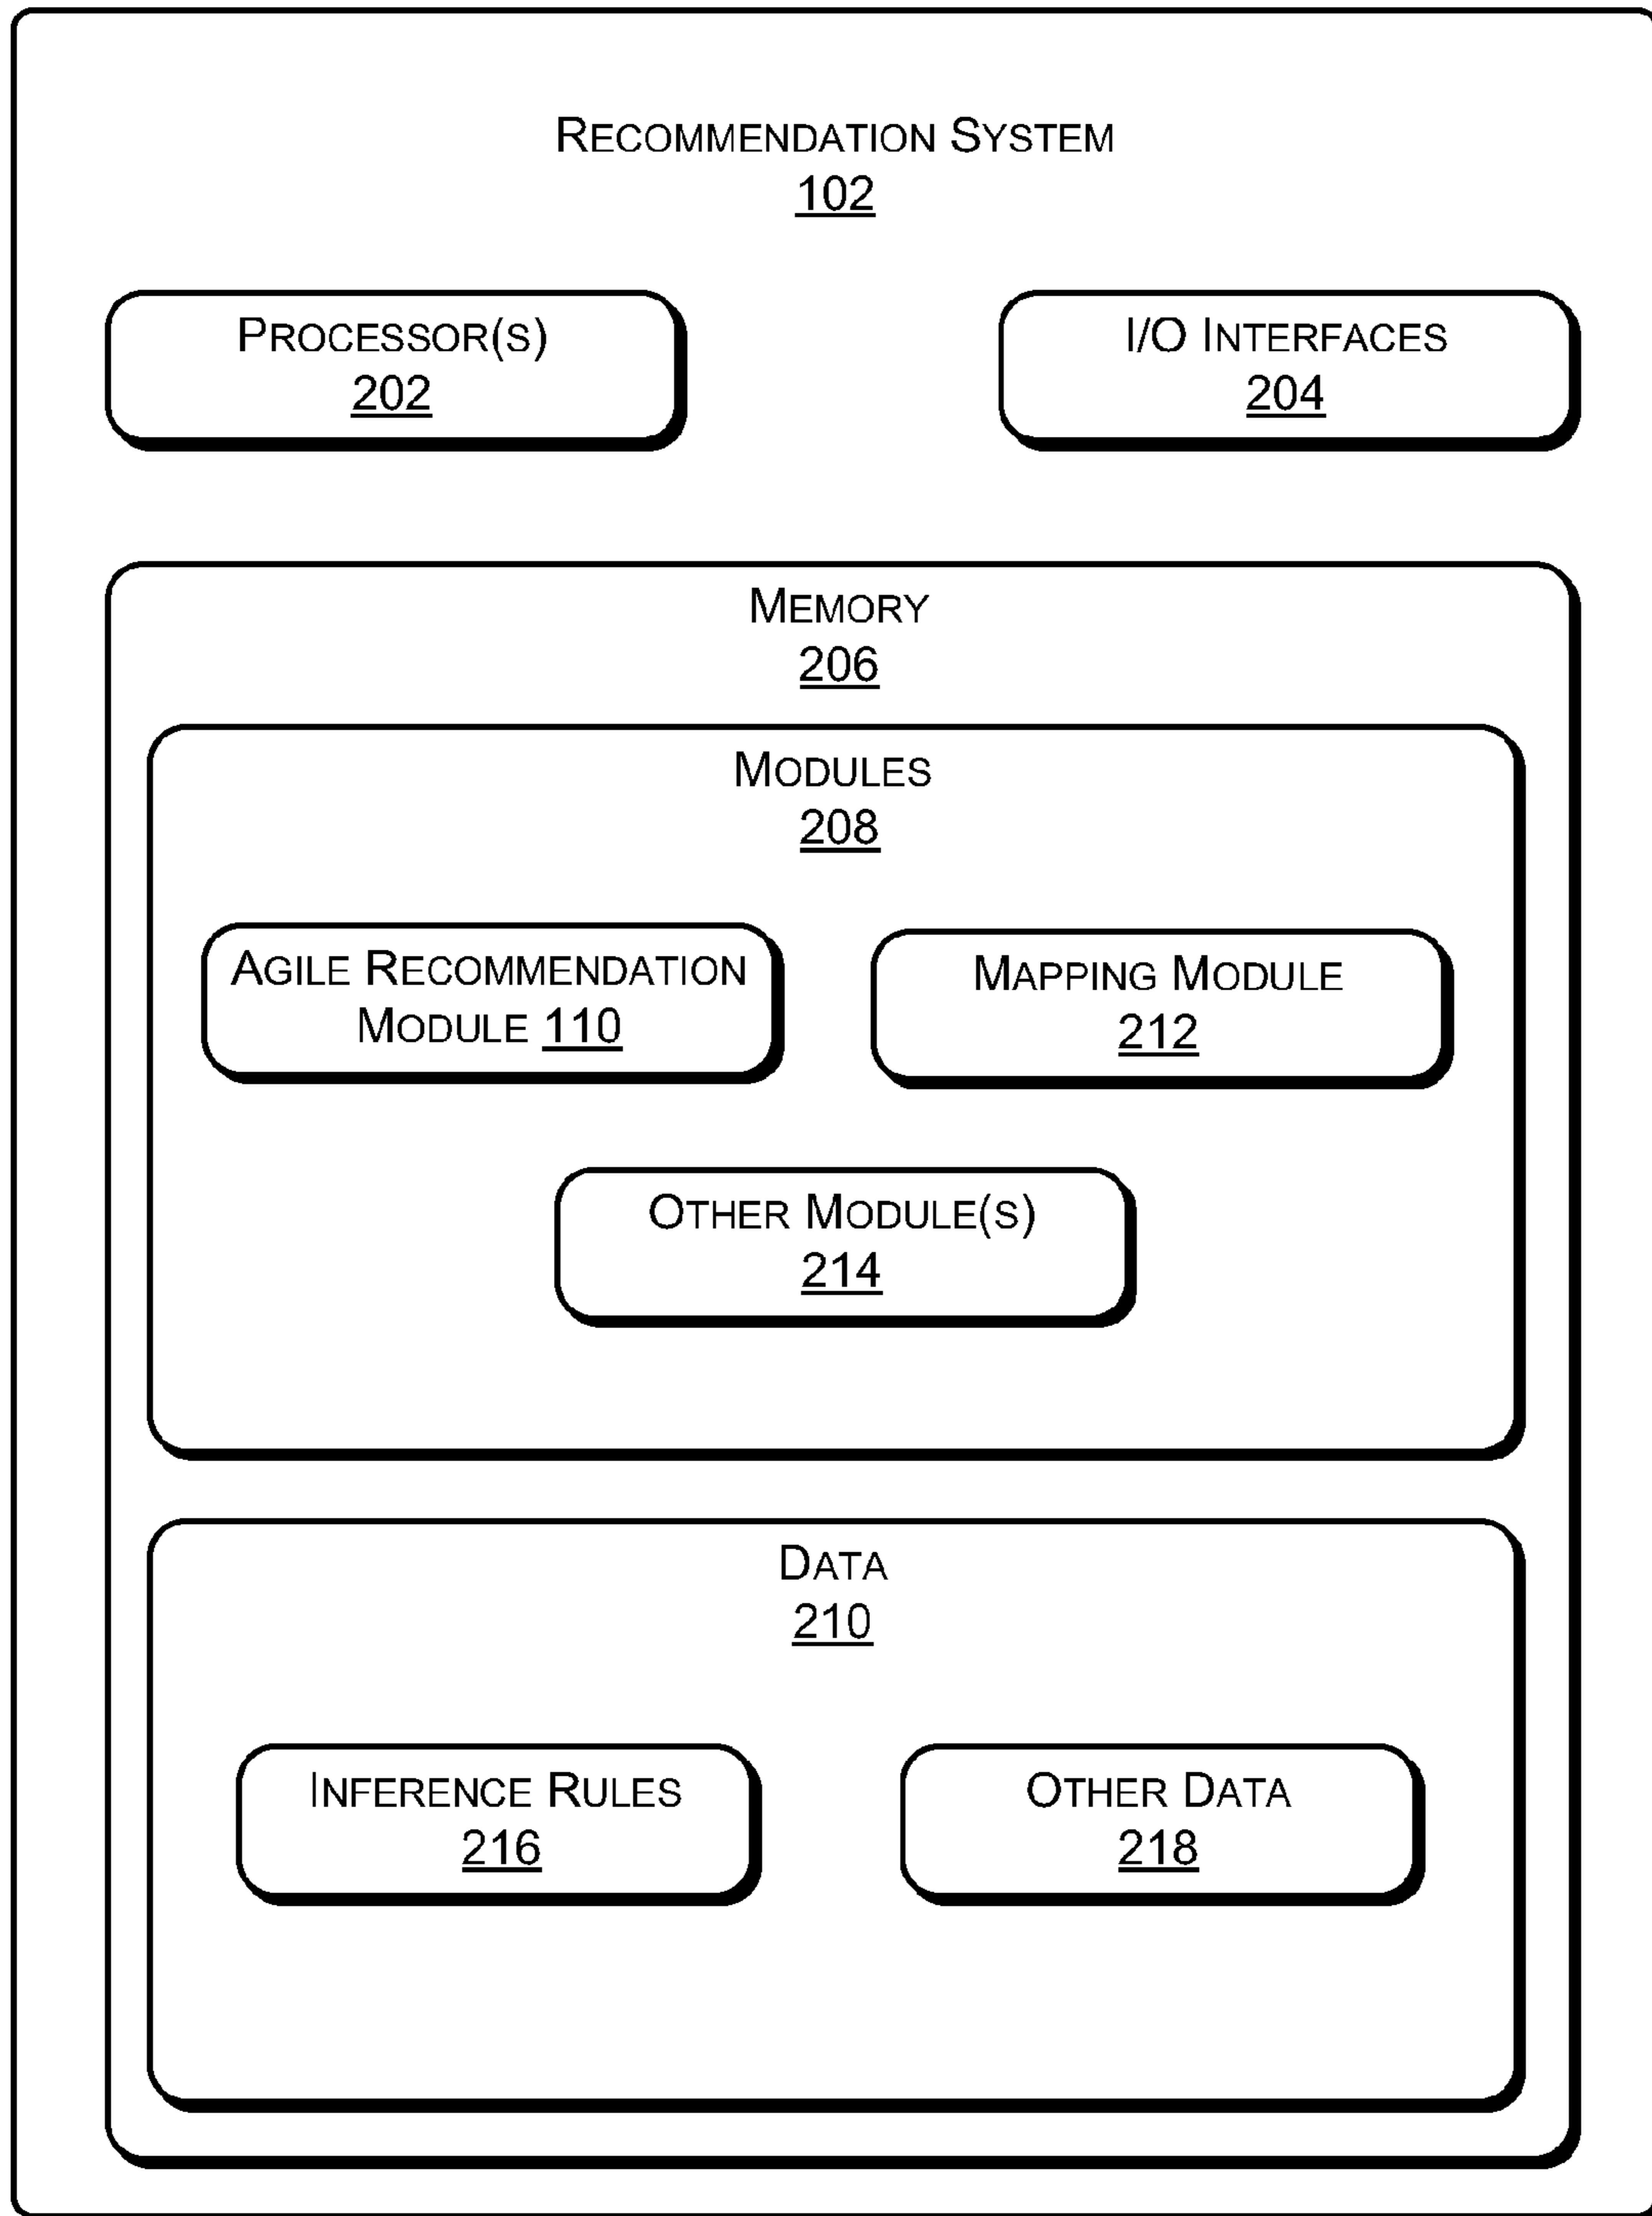 RECOMMENDATION SYSTEM
102
PROCESSOR(S)
202
I/O INTERFACES
204
MEMORY
206
MODULES
208
AGILE RECOMMENDATION
MODULE 110
MAPPING MODULE
212
OTHER MODULE(S)
214
DATA
210
INFERENCE RULES
216
OTHER DATA
218